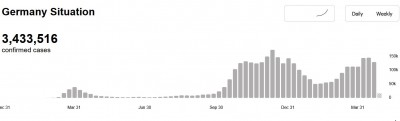 Germany Situation
Daily Weekly
3,433,516
confirmed cases
150k
100k
50k
0
Mar 31
Jun 30
Sep 30
Dec 31
Mar 31